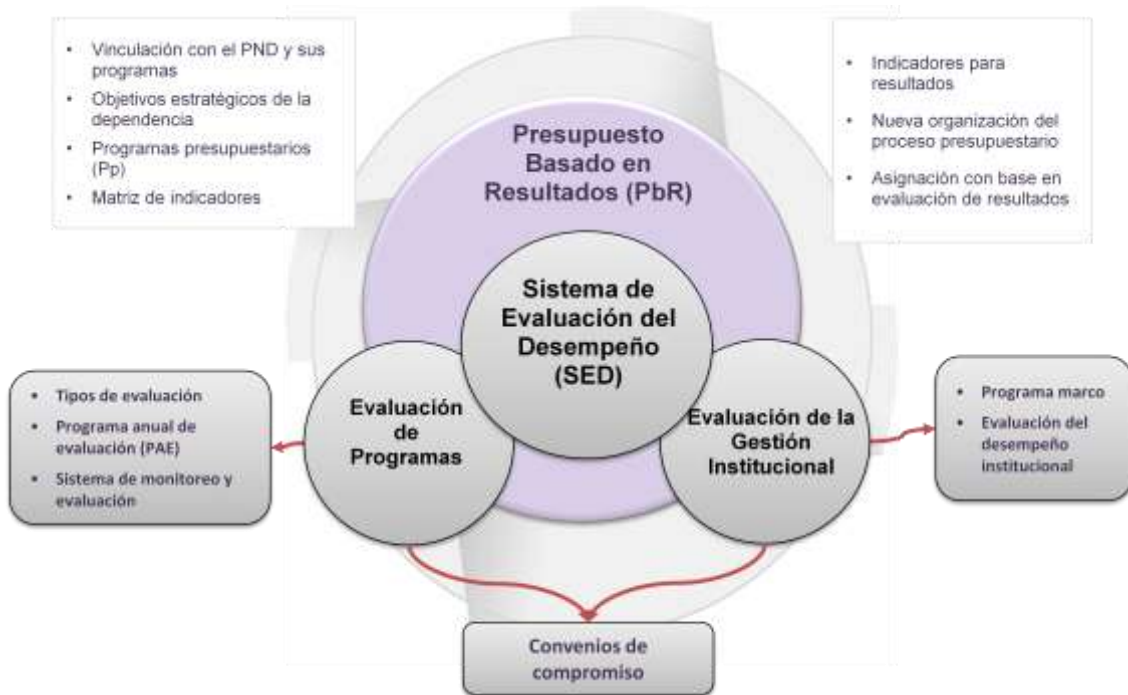 • Vinculación con el PND y sus
programas
• Objetivos estratégicos de la
dependencia
• Programas presupuestarios
(Pp)
• Matriz de indicadores
• Indicadores para
resultados
• Nueva organización del
proceso presupuestario
• Asignación con base en
evaluación de resultados
Presupuesto
Basado en
Resultados (PbR)
Sistema de
Evaluación del
Desempeño
(SED)
Evaluación
de
Programas
Evaluación de la
Gestión
Institucional
• Tipos de evaluación
• Programa anual de
evaluación (PAE)
• Sistema de monitoreo y
evaluación
• Programa marco
• Evaluación del
desempeño
institucional
Convenios de
compromiso